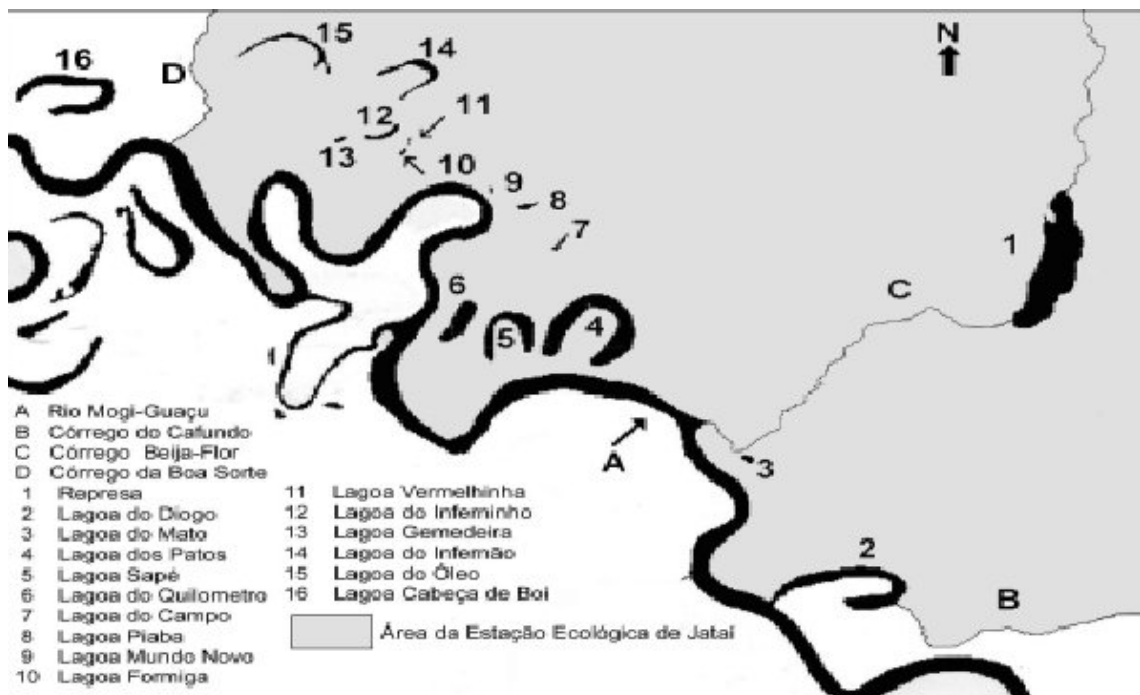 15
N
16
14
D
11
12
13
10
9
8
7
1
6
C
5
4
A
3
2
B
A Rio Mogi-Guaçu
B Córrego do Cafundo
C Córrego Beija-Flor
D Córrego da Boa Sorte
1 Represa
2 Lagoa do Diogo
3 Lagoa do Mato
4 Lagoa dos Patos
5 Lagoa Sapé
6 Lagoa do Quilometro
7 Lagoa do Campo
8 Lagoa Piaba
9 Lagoa Mundo Novo
10 Lagoa Formiga
11 Lagoa Vermelhinha
12 Lagoa do Inferninho
13 Lagoa Gemedeira
14 Lagoa do Infernão
15 Lagoa do Óleo
16 Lagoa Cabeça de Boi
Área da Estação Ecológica de Jataí